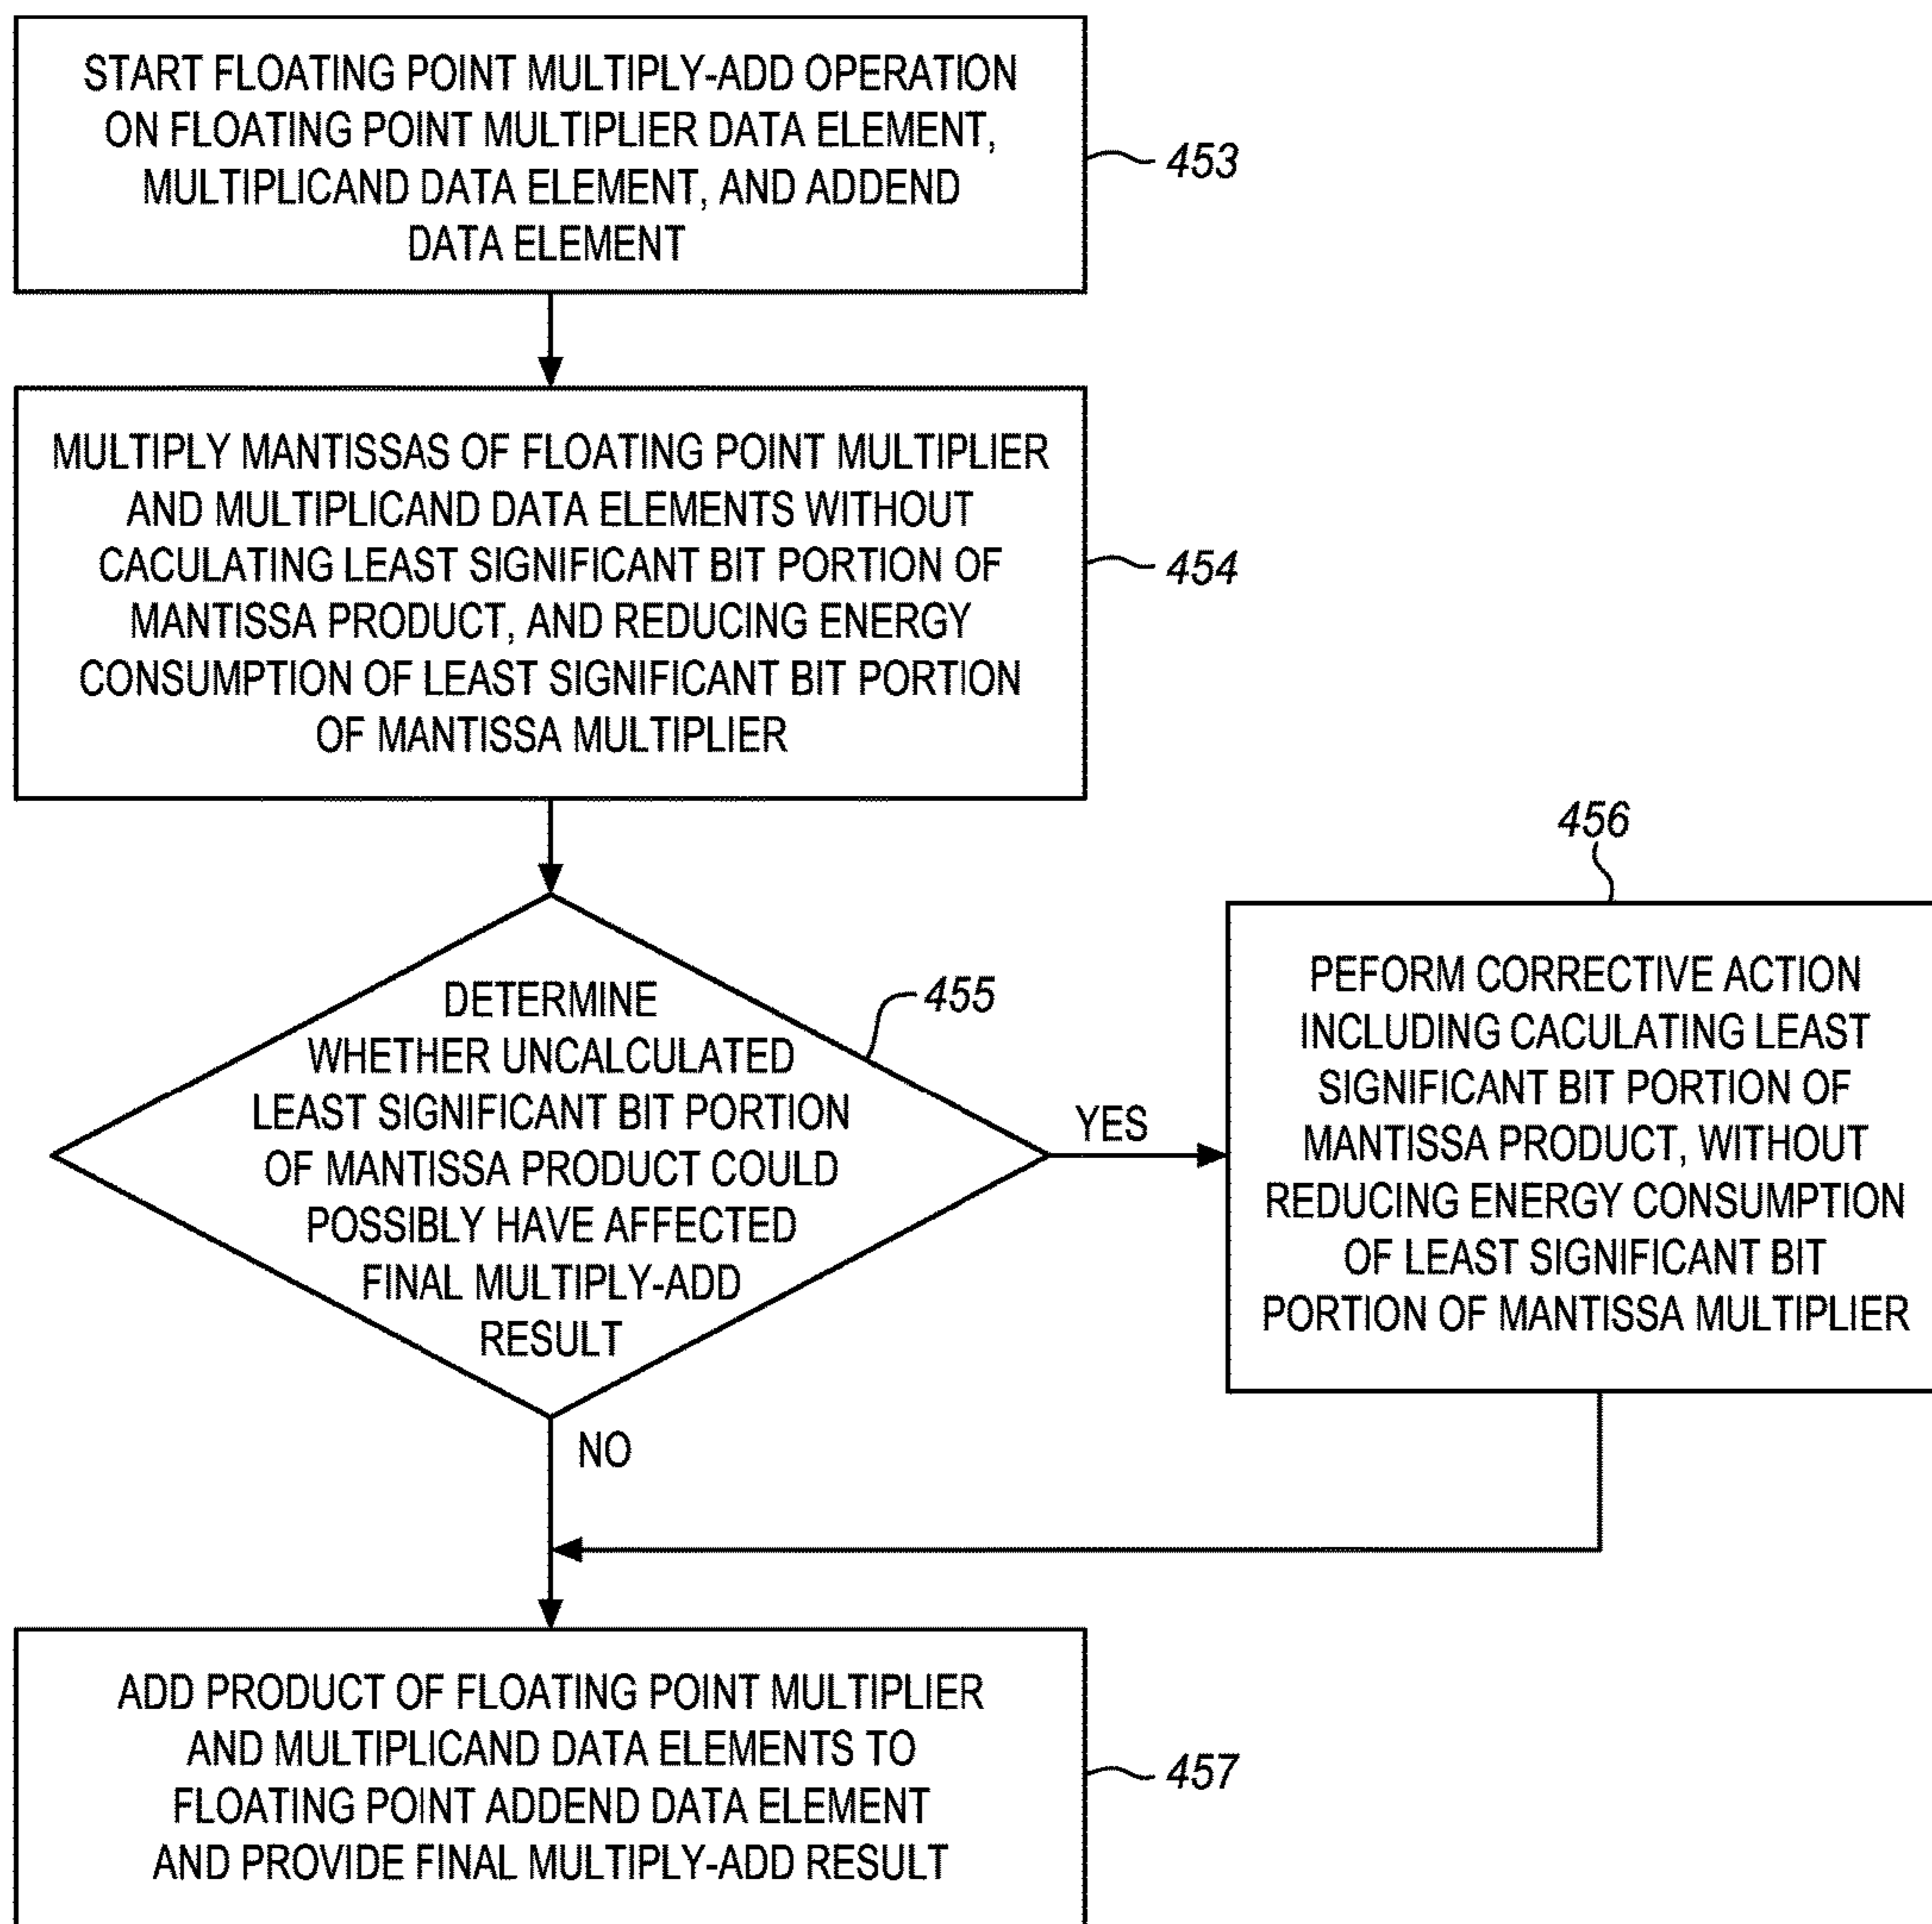 START FLOATING POINT MULTIPLY-ADD OPERATION
ON FLOATING POINT MULTIPLIER DATA ELEMENT,
MULTIPLICAND DATA ELEMENT, AND ADDEND
DATA ELEMENT
453
MULTIPLY MANTISSAS OF FLOATING POINT MULTIPLIER
AND MULTIPLICAND DATA ELEMENTS WITHOUT
CACULATING LEAST SIGNIFICANT BIT PORTION OF
MANTISSA PRODUCT, AND REDUCING ENERGY
CONSUMPTION OF LEAST SIGNIFICANT BIT PORTION
OF MANTISSA MULTIPLIER
454
DETERMINE
WHETHER UNCALCULATED
LEAST SIGNIFICANT BIT PORTION
OF MANTISSA PRODUCT COULD
POSSIBLY HAVE AFFECTED
FINAL MULTIPLY-ADD
RESULT
455
YES
456
PEFORM CORRECTIVE ACTION
INCLUDING CACULATING LEAST
SIGNIFICANT BIT PORTION OF
MANTISSA PRODUCT, WITHOUT
REDUCING ENERGY CONSUMPTION
OF LEAST SIGNIFICANT BIT
PORTION OF MANTISSA MULTIPLIER
NO
ADD PRODUCT OF FLOATING POINT MULTIPLIER
AND MULTIPLICAND DATA ELEMENTS TO
FLOATING POINT ADDEND DATA ELEMENT
AND PROVIDE FINAL MULTIPLY-ADD RESULT
457